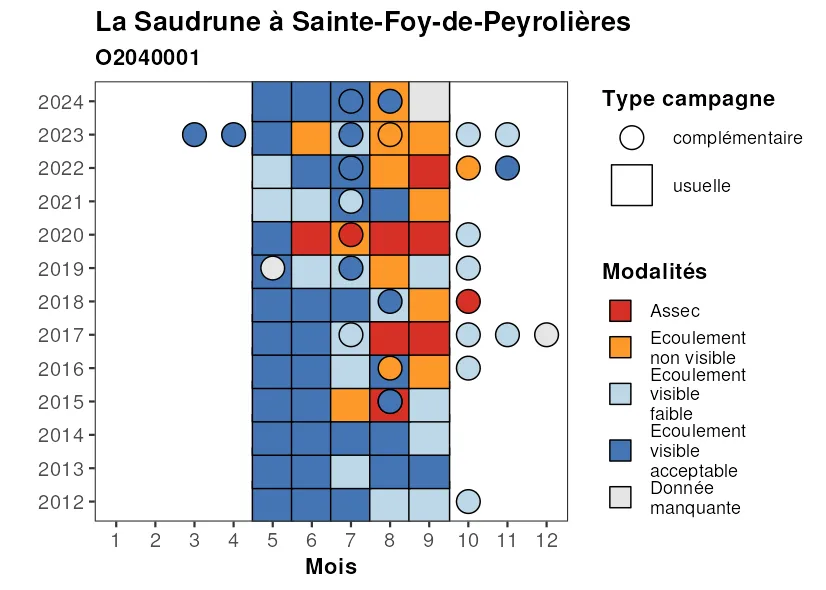 La Saudrune à Sainte-Foy-de-Peyrolières
O2040001
2024
2023
2022
2021
2020
2019
2018
2017
2016
2015
2014
2013
2012
1 2 3 4 5 6 7 8 9 10 11 12
Mois
Type campagne
complémentaire
usuelle
Modalités
Assec
Ecoulement
non visible
Ecoulement
visible
faible
Ecoulement
visible
acceptable
Donnée
manquante